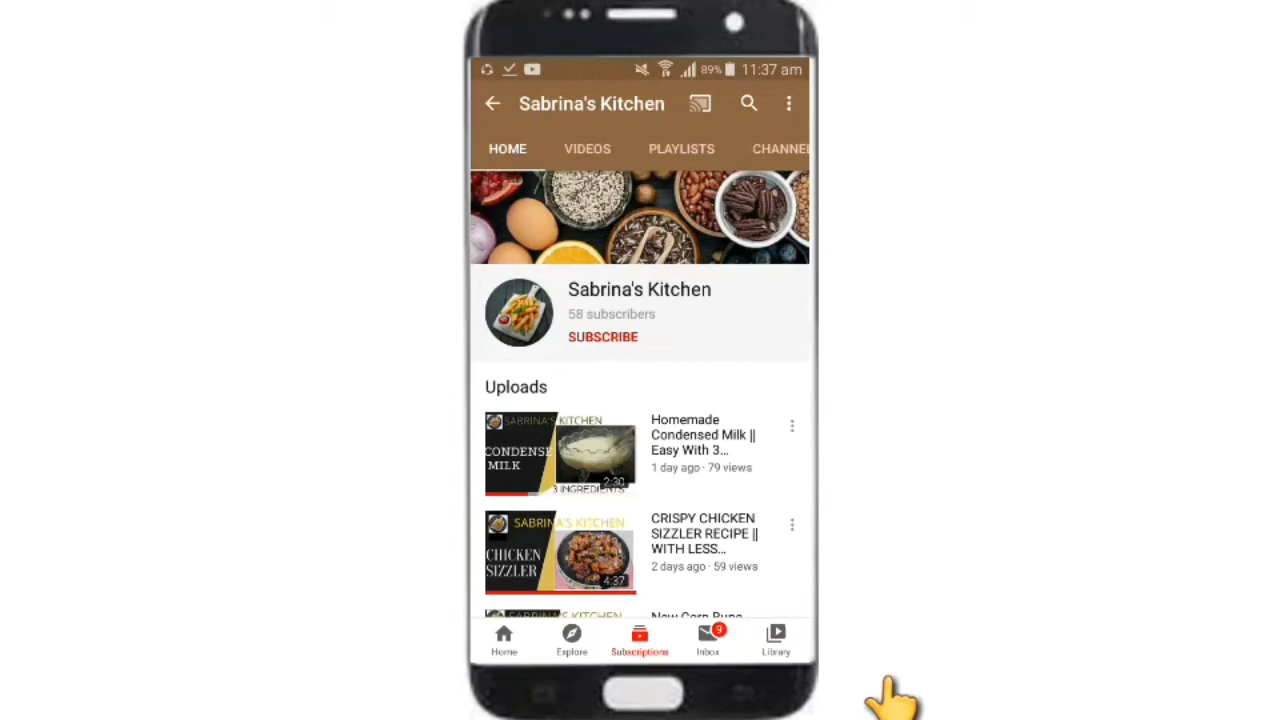 89% 11:37 am
Sabrina's Kitchen
HOME VIDEOS PLAYLISTS CHANNEL
Sabrina's Kitchen
58 subscribers
SUBSCRIBE
Uploads
SABRINA'S KITCHEN
CONDENSE
MILK
2:30
3 INGREDIENTS
Homemade
Condensed Milk ||
Easy With 3...
1 day ago · 79 views
SABRINA'S KITCHEN
CHICKEN
SIZZLER
4:37
CRISPY CHICKEN
SIZZLER RECIPE ||
WITH LESS...
2 days ago · 59 views
SABRINA'S KITCHEN
9
Home Explore Subscriptions Inbox Library